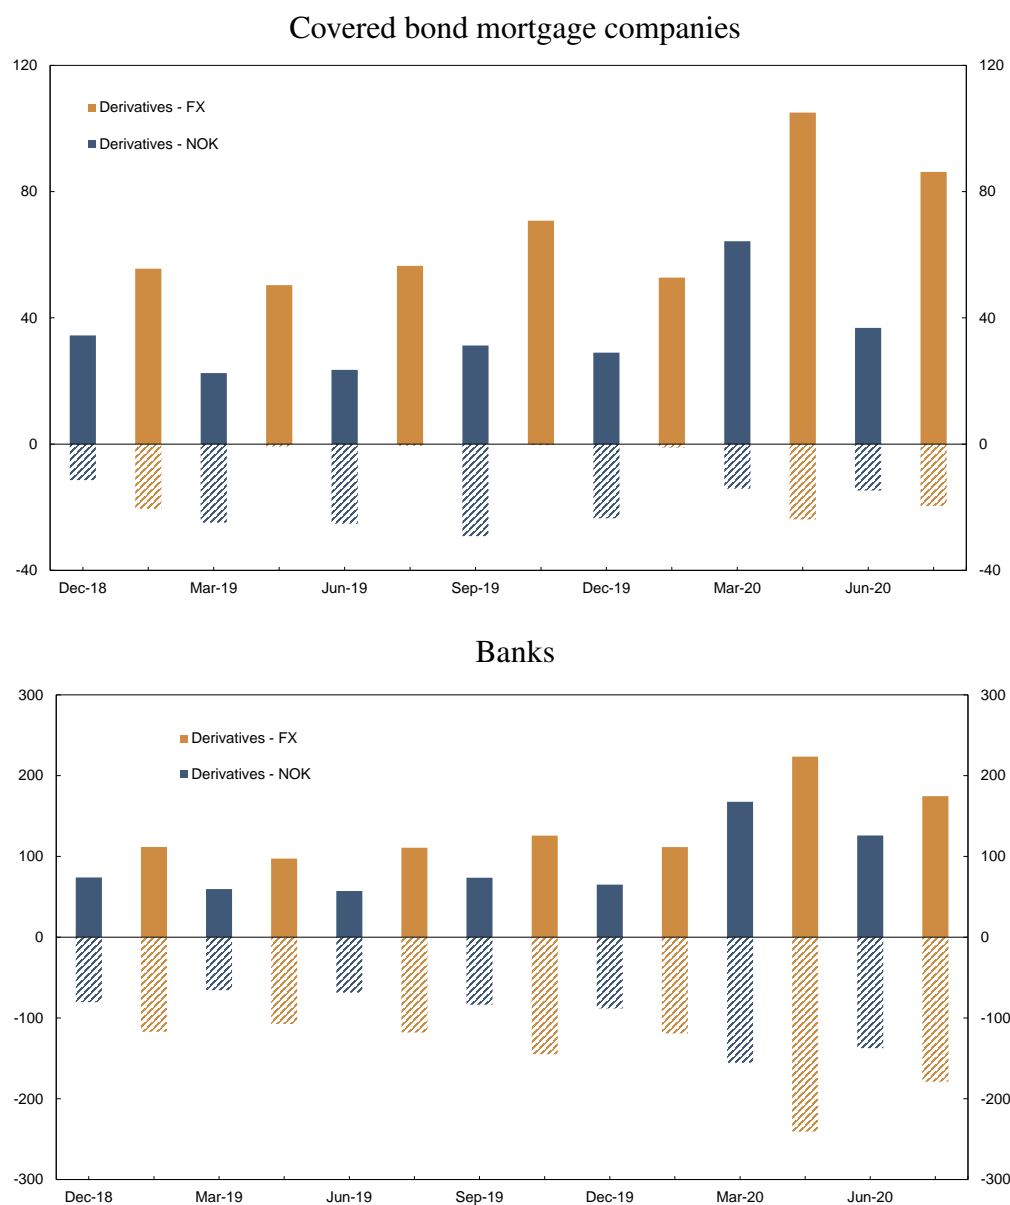 Covered bond mortgage companies
120 120
Derivatives - FX
Derivatives - NOK
80 80
40 40
0 0
-40 -40
Dec-18 Mar-19 Jun-19 Sep-19 Dec-19 Mar-20 Jun-20
Banks
300 300
Derivatives - FX
Derivatives - NOK
200 200
100 100
0 0
-100 -100
-200 -200
-300 -300
Dec-18 Mar-19 Jun-19 Sep-19 Dec-19 Mar-20 Jun-20